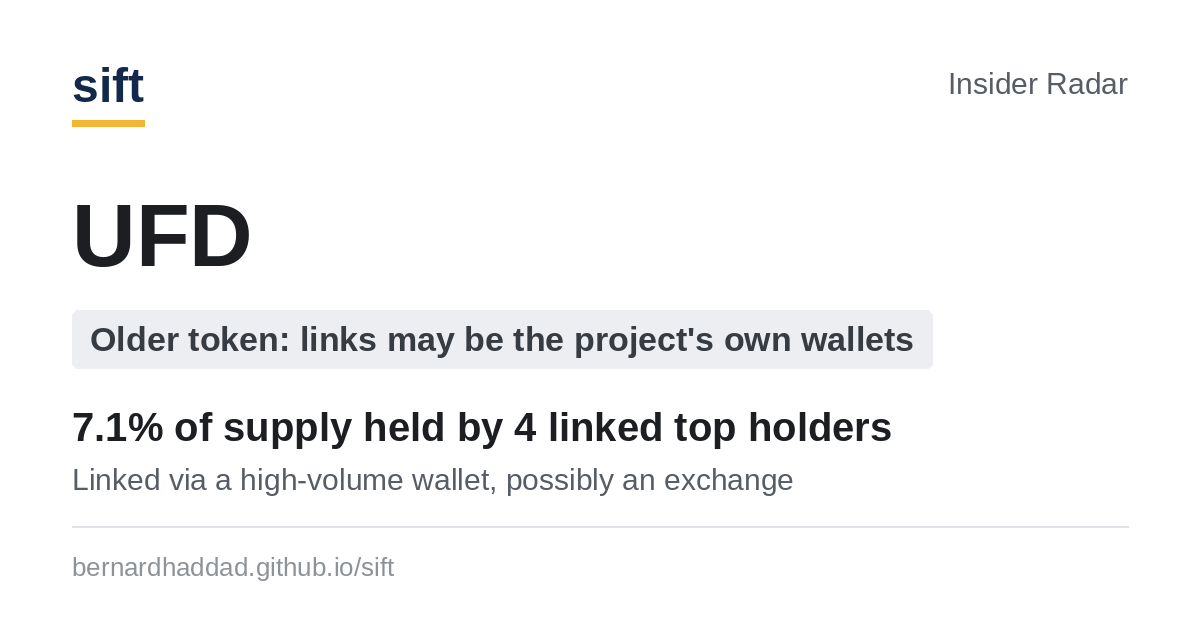 sift
Insider Radar
UFD
Older token: links may be the project's own wallets
7.1% of supply held by 4 linked top holders
Linked via a high-volume wallet, possibly an exchange
bernardhaddad.github.io/sift